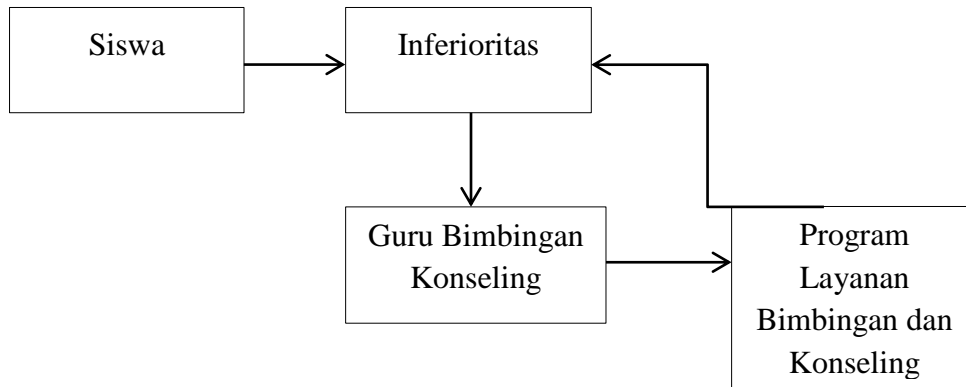 Siswa
Inferioritas
Guru Bimbingan
Konseling
Program
Layanan
Bimbingan dan
Konseling